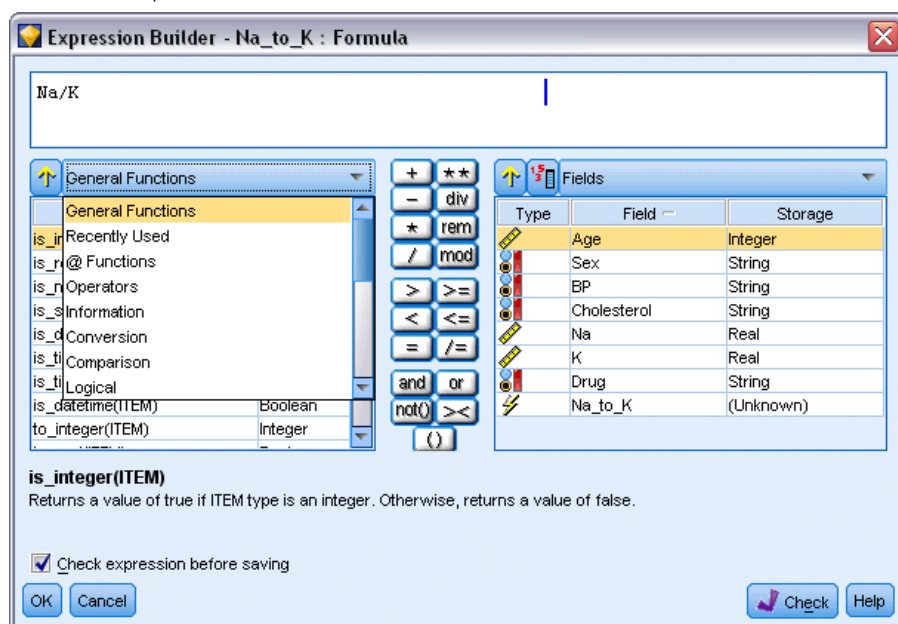 Expression Builder - Na_to_K : Formula
Na/K
General Functions
General Functions
Recently Used
@ Functions
Operators
Information
Conversion
Comparison
Logical
is_datetime(ITEM) Boolean
to_integer(ITEM) Integer
+ **
- div
* rem
/ mod
> >=
< <=
= /=
and or
not() ><
()
Fields
Type Field Storage
Age Integer
Sex String
BP String
Cholesterol String
Na Real
K Real
Drug String
Na_to_K (Unknown)
is_integer(ITEM)
Returns a value of true if ITEM type is an integer. Otherwise, returns a value of false.
Check expression before saving
OK Cancel Check Help